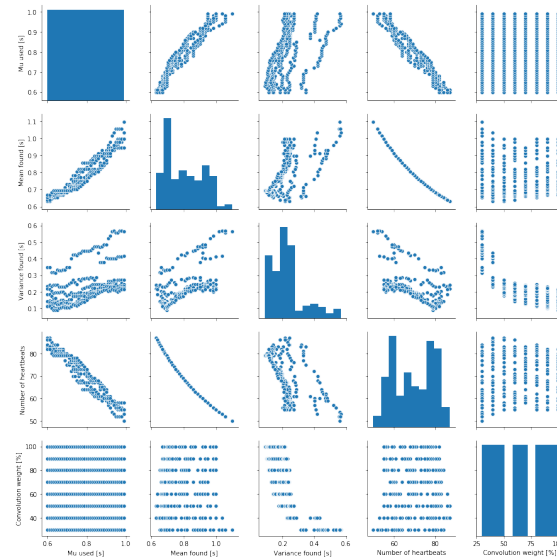 1.0
0.9
0.8
0.7
0.6
Mu used [s]
1.1
1.0
0.9
0.8
0.7
0.6
Mean found [s]
0.6
0.5
0.4
0.3
0.2
0.1
Variance found [s]
80
70
60
50
Number of heartbeats
100
80
60
40
Convolution weight [%]
0.6 0.8 1.0
Mu used [s]
0.6 0.8 1.0
Mean found [s]
0.0 0.2 0.4 0.6
Variance found [s]
60 80
Number of heartbeats
25 50 75
Convolution weight [%]